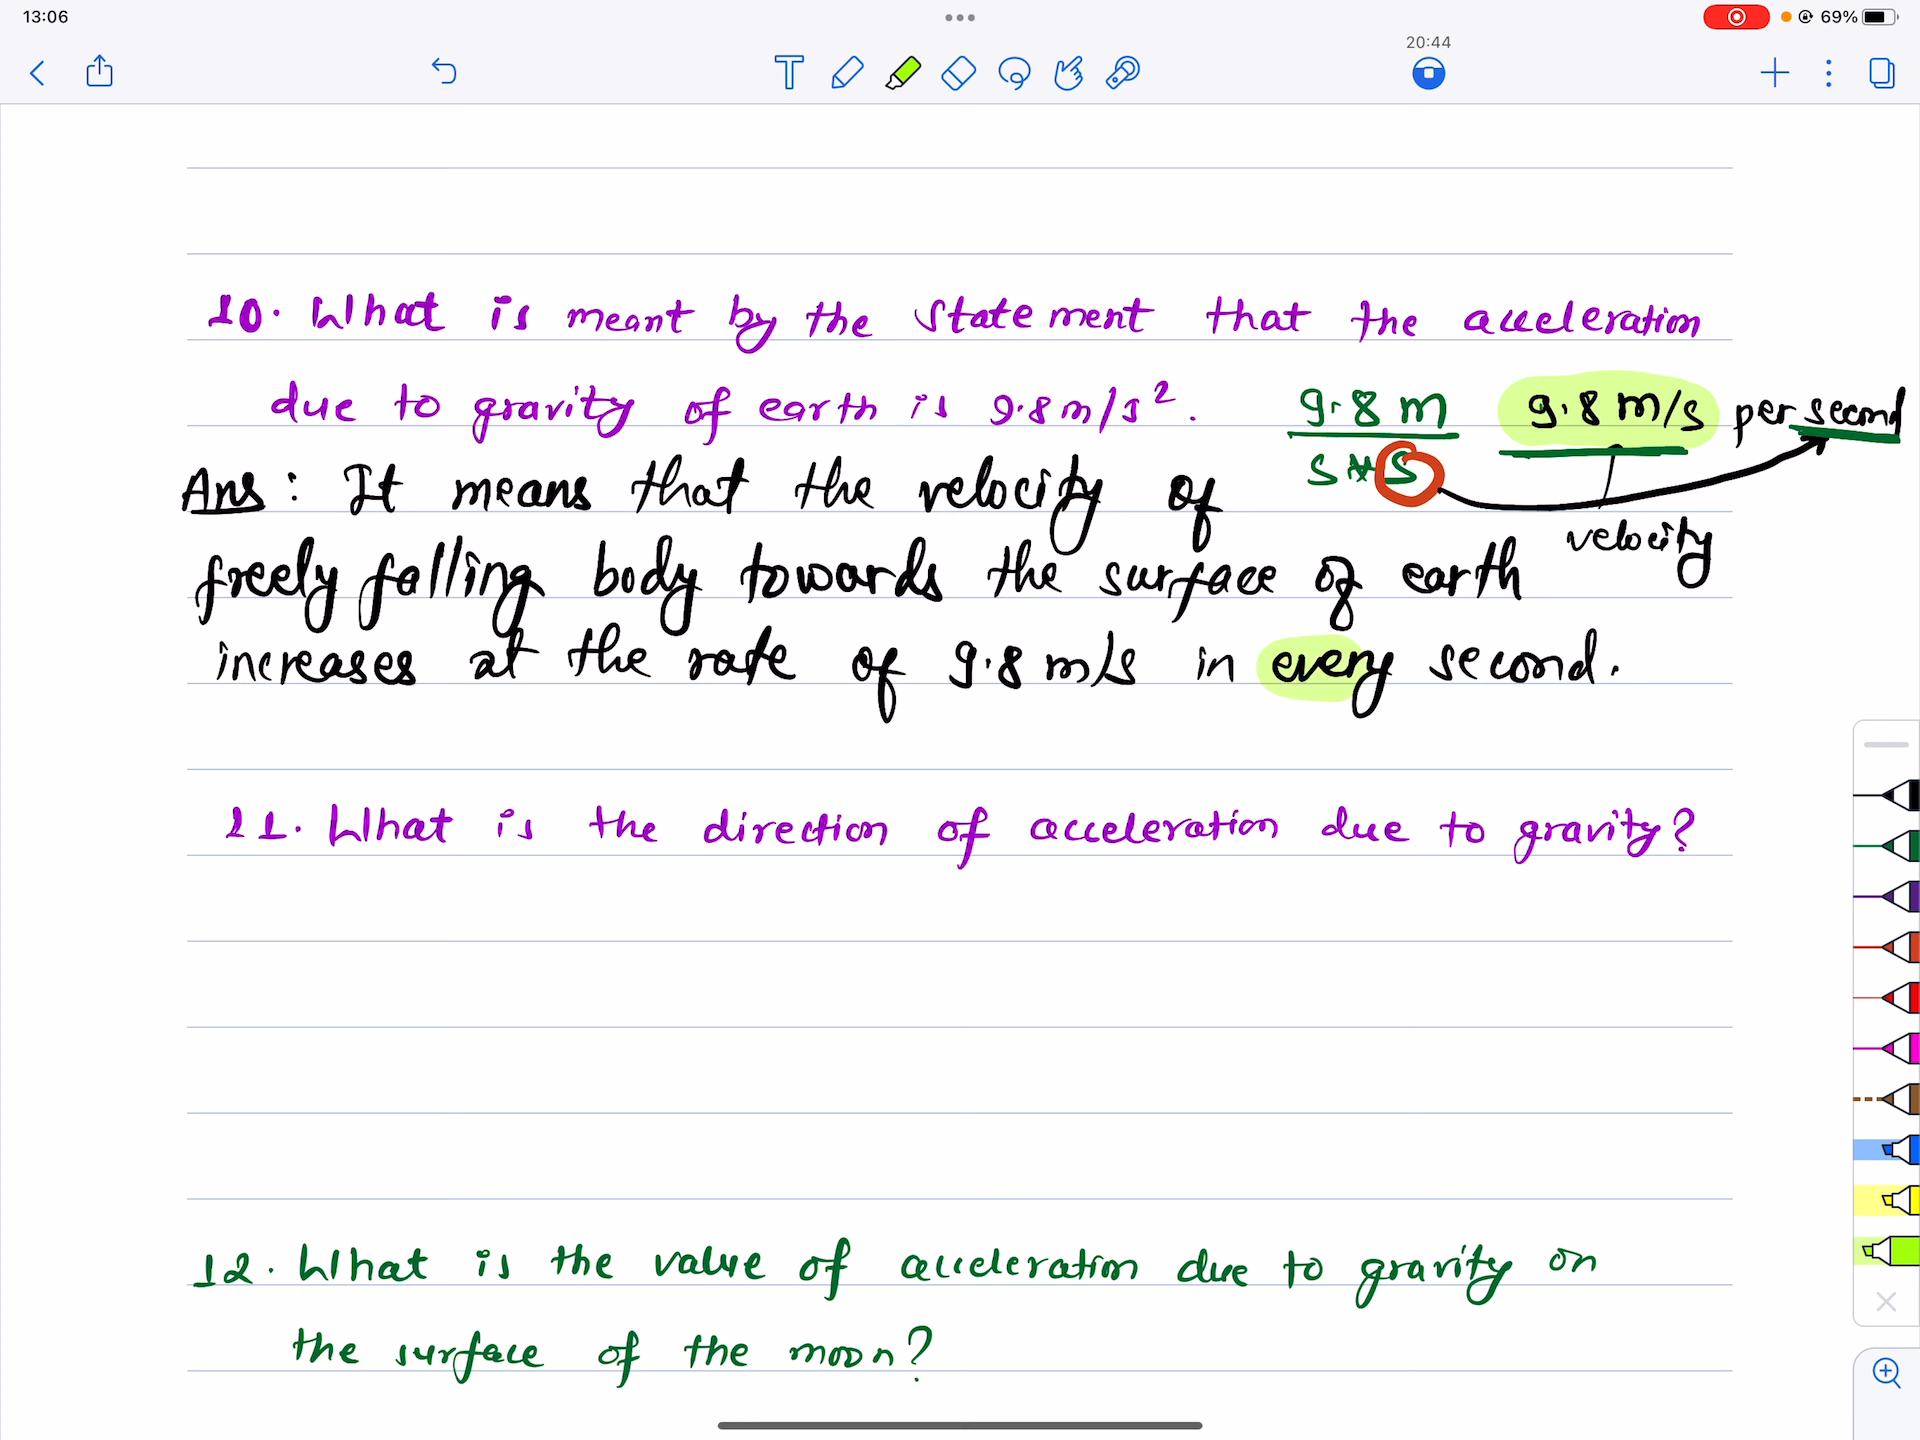 13:06
69%
20:44
10. What is meant by the statement that the acceleration
due to gravity of earth is 9.8m/s².
9.8 m
s*s
9.8 m/s per second
velocity
Ans: It means that the velocity of
freely falling body towards the surface of earth
increases at the rate of 9.8 m/s in every second.
11. What is the direction of acceleration due to gravity?
12. What is the value of acceleration due to gravity on
the surface of the moon?